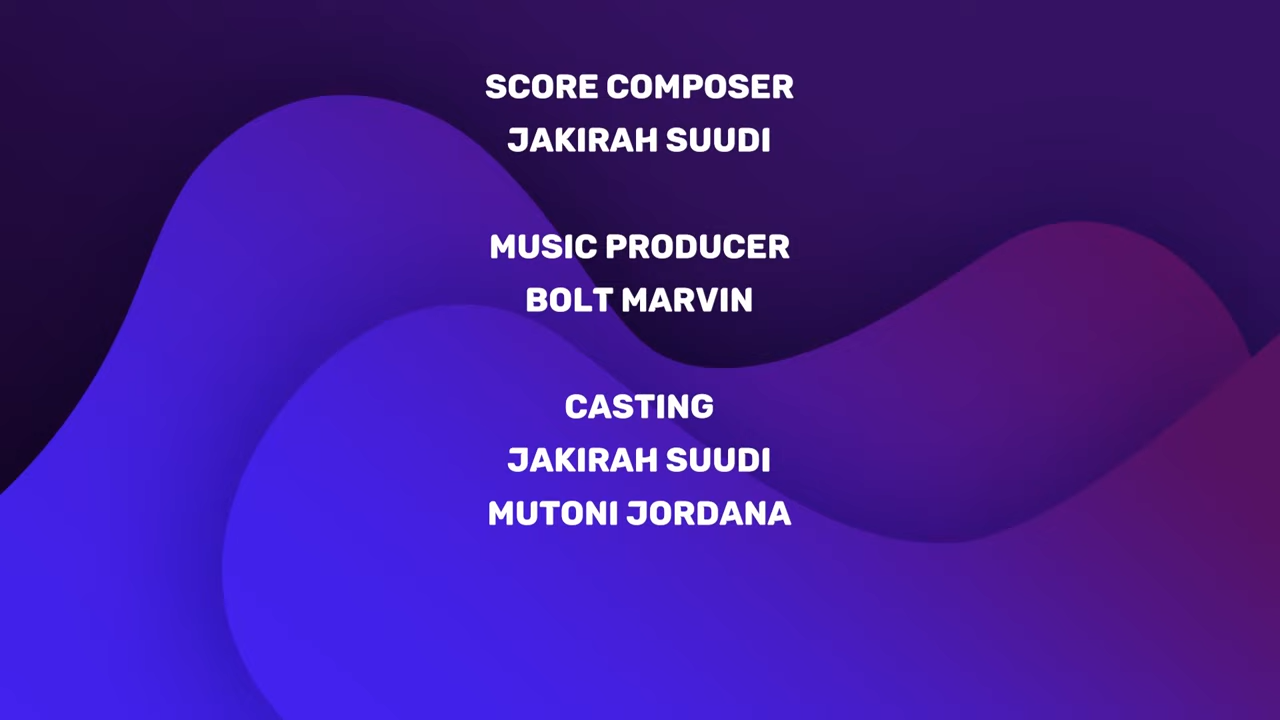 SCORE COMPOSER
JAKIRAH SUUDI
MUSIC PRODUCER
BOLT MARVIN
CASTING
JAKIRAH SUUDI
MUTONI JORDANA